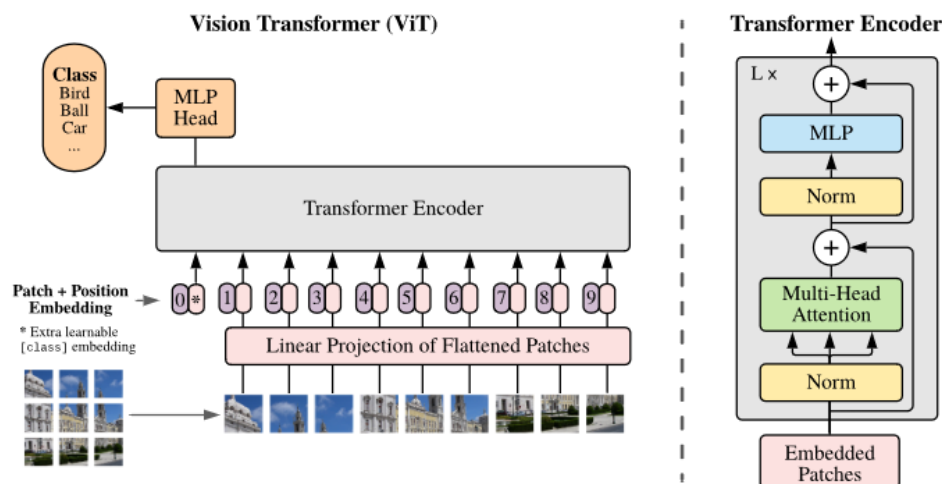 Vision Transformer (ViT)
Class
Bird
Ball
Car
...
MLP
Head
Transformer Encoder
Patch + Position
Embedding
* Extra learnable
[class] embedding
0 * 1 2 3 4 5 6 7 8 9
Linear Projection of Flattened Patches
Transformer Encoder
L ×
+
MLP
Norm
+
Multi-Head
Attention
Norm
Embedded
Patches